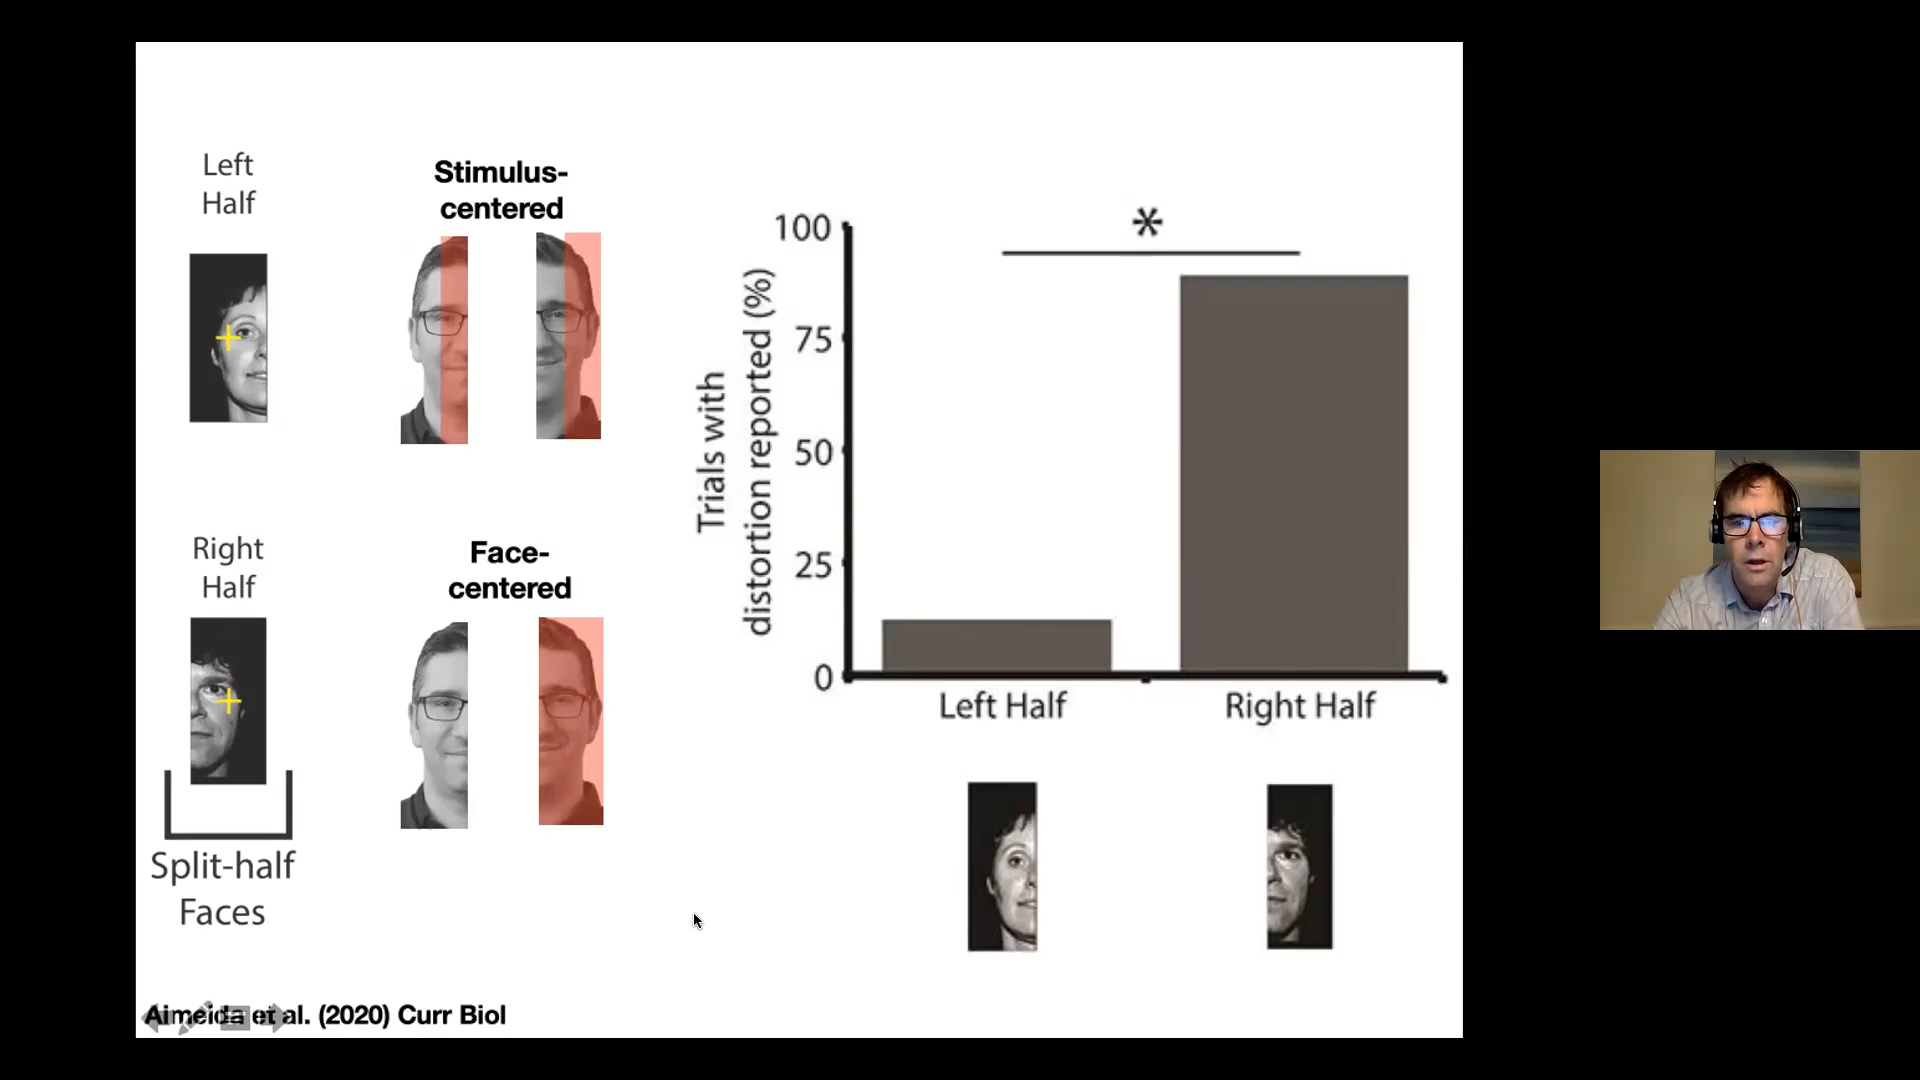 Left
Half
Stimulus-
centered
Right
Half
Face-
centered
Split-half
Faces
Trials with
distortion reported (%)
100
75
50
25
0
*
Left Half
Right Half
Aimeida et al. (2020) Curr Biol